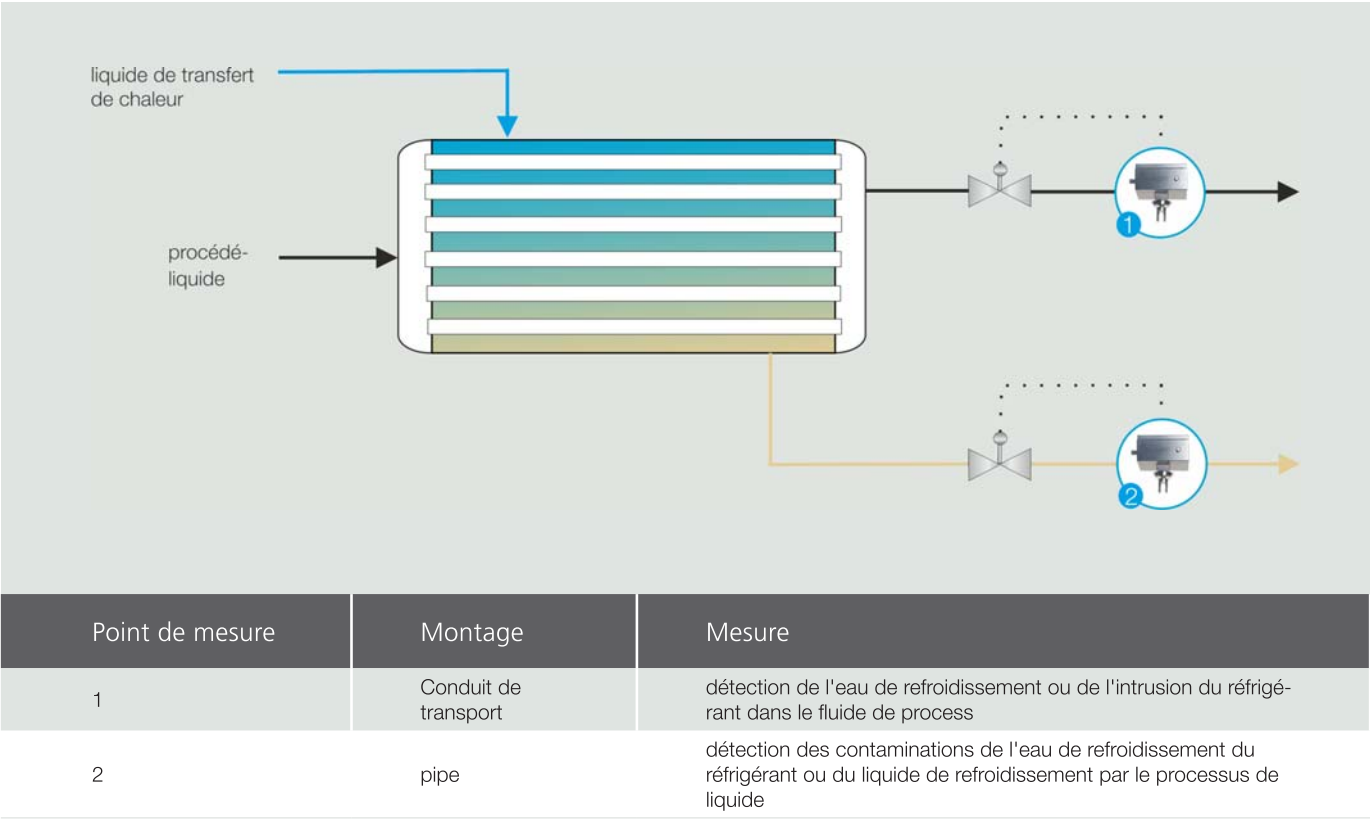 liquide de transfert
de chaleur
procédé-
liquide
1
2
Point de mesure
Montage
Mesure
1
Conduit de
transport
détection de l'eau de refroidissement ou de l'intrusion du réfrigé-
rant dans le fluide de process
2
pipe
détection des contaminations de l'eau de refroidissement du
réfrigérant ou du liquide de refroidissement par le processus de
liquide